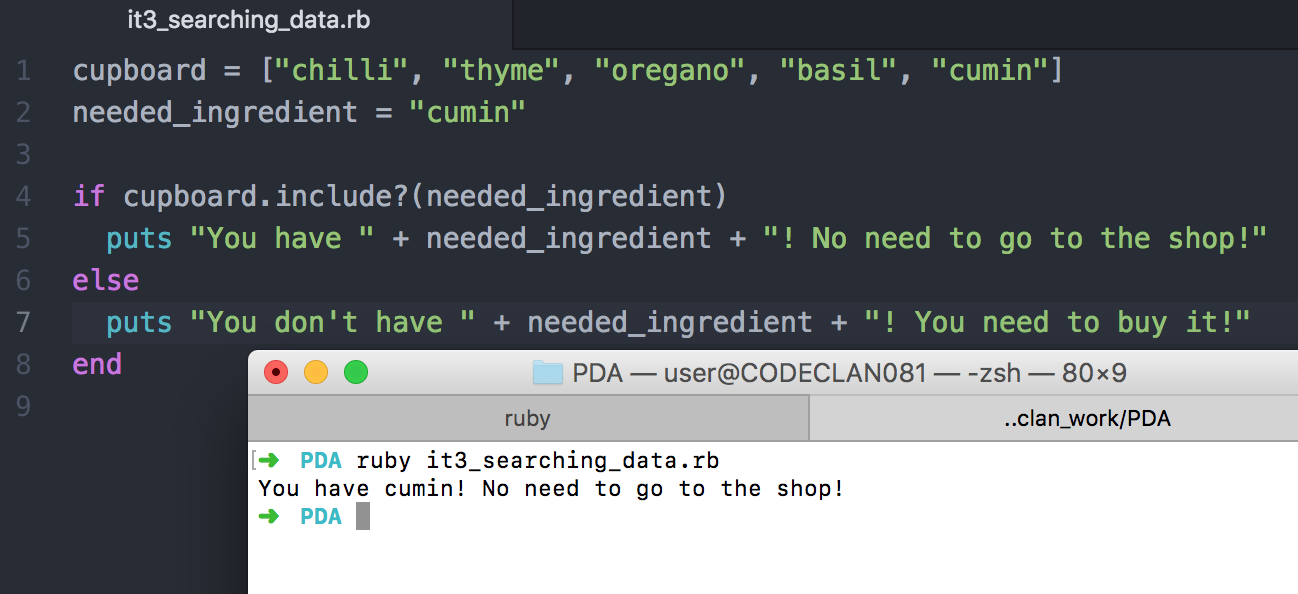 it3_searching_data.rb
1 cupboard = ["chilli", "thyme", "oregano", "basil", "cumin"]
2 needed_ingredient = "cumin"
3
4 if cupboard.include?(needed_ingredient)
5   puts "You have " + needed_ingredient + "! No need to go to the shop!"
6 else
7   puts "You don't have " + needed_ingredient + "! You need to buy it!"
8 end
9
PDA — user@CODECLAN081 — -zsh — 80×9
ruby ..clan_work/PDA
[➜ PDA ruby it3_searching_data.rb
You have cumin! No need to go to the shop!
➜ PDA